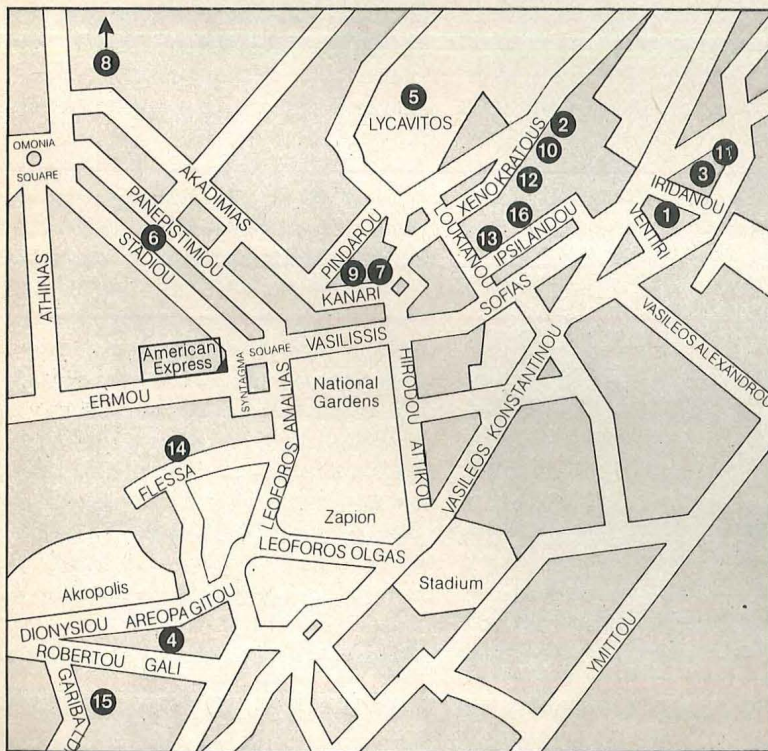 8
5
LYCAVITOS
2
10
12
16
13
11
3
1
OMONIA
SQUARE
AKADIMIAS
PANEPISTIMIOU
6
STADIOU
ATHINAS
PINDAROU
9
7
KANARI
XENOKRATOUS
LOUKIANOU
IPSILANDOU
IRIDANOU
VENTIRI
VASILISSIS
SOFIAS
SYNTAGMA
SQUARE
American
Express
ERMOU
National
Gardens
Zapion
LEOFOROS AMALIAS
HIRODOU ATTIKOU
VASILEOS KONSTANTINOU
VASILEOS ALEXANDROU
14
FLESSA
LEOFOROS OLGAS
Stadium
Akropolis
DIONYSIOU AREOPAGITOU
4
ROBERTOU GALI
15
YMITTOU